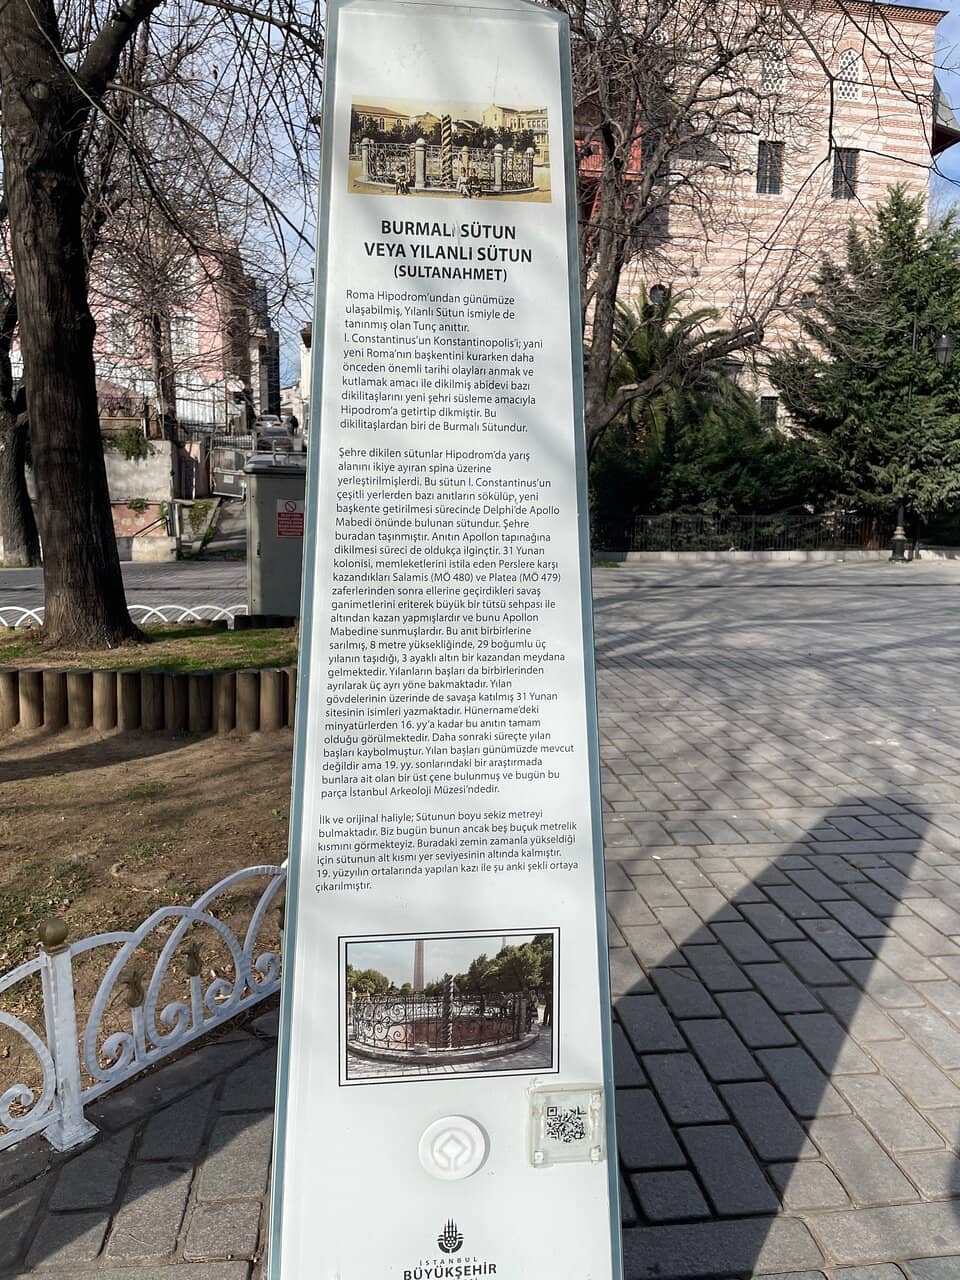 BURMALI SÜTUN
VEYA YILANLI SÜTUN
(SULTANAHMET)
Roma Hipodrom'undan günümüze
ulaşabilmiş, Yılanlı Sütun ismiyle de
tanınmış olan Tunç anıttır.
I. Constantinus'un Konstantinopolis'i; yani
yeni Roma'nın başkentini kurarken daha
önceden önemli tarihi olayları anmak ve
kutlamak amacı ile dikilmiş abidevi bazı
dikilitaşlarını yeni şehri süsleme amacıyla
Hipodrom'a getirtip dikmiştir. Bu
dikilitaşlardan biri de Burmalı Sütundur.
Şehre dikilen sütunlar Hipodrom'da yarış
alanını ikiye ayıran spina üzerine
yerleştirilmişlerdi. Bu sütun I. Constantinus'un
çeşitli yerlerden bazı anıtların sökülüp, yeni
başkente getirilmesi sürecinde Delphi'de Apollo
Mabedi önünde bulunan sütundur. Şehre
buradan taşınmıştır. Anıtın Apollon tapınağına
dikilmesi süreci de oldukça ilginçtir. 31 Yunan
kolonisi, memleketlerini istila eden Perslere karşı
kazandıkları Salamis (MÖ 480) ve Platea (MÖ 479)
zaferlerinden sonra ellerine geçirdikleri savaş
ganimetlerini eriterek büyük bir tütsü sehpası ile
altından kazan yapmışlardır ve bunu Apollon
Mabedine sunmuşlardır. Bu anıt birbirlerine
sarılmış, 8 metre yüksekliğinde, 29 boğumlu üç
yılanın taşıdığı, 3 ayaklı altın bir kazandan meydana
gelmektedir. Yılanların başları da birbirlerinden
ayrılarak üç ayrı yöne bakmaktadır. Yılan
gövdelerinin üzerinde de savaşa katılmış 31 Yunan
sitesinin isimleri yazmaktadır. Hünername'deki
minyatürlerden 16. yy'a kadar bu anıtın tamam
olduğu görülmektedir. Daha sonraki süreçte yılan
başları kaybolmuştur. Yılan başları günümüzde mevcut
değildir ama 19. yy. sonlarındaki bir araştırmada
bunlara ait olan bir üst çene bulunmuş ve bugün bu
parça İstanbul Arkeoloji Müzesi'ndedir.
İlk ve orijinal haliyle; Sütunun boyu sekiz metreyi
bulmaktadır. Biz bugün bunun ancak beş buçuk metrelik
kısmını görmekteyiz. Buradaki zemin zamanla yükseldiği
için sütunun alt kısmı yer seviyesinin altında kalmıştır.
19. yüzyılın ortalarında yapılan kazı ile şu anki şekli ortaya
çıkarılmıştır.
İSTANBUL
BÜYÜKŞEHİR